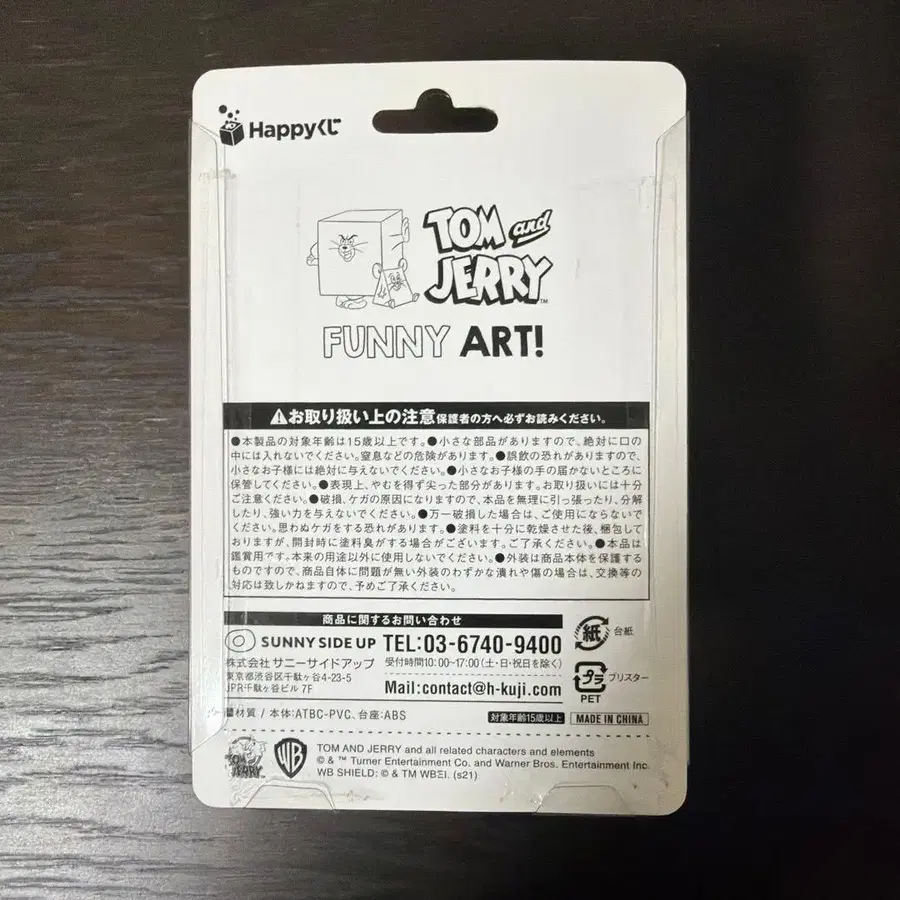 Happyくじ
TOM and
JERRY™
FUNNY ART!
⚠お取り扱い上の注意 保護者の方へ必ずお読みください。
●本製品の対象年齢は15歳以上です。●小さな部品がありますので、絶対に口の
中には入れないでください。窒息などの危険があります。●誤飲の恐れがありますので、
小さなお子様には絶対に与えないでください。●小さなお子様の手の届かないところに
保管してください。●表現上、やむを得ず尖った部分があります。お取り扱いには十分
ご注意ください。●破損、ケガの原因になりますので、本品を無理に引っ張ったり、分解
したり、強い力を与えないでください。●万一破損した場合は、ご使用にならないで
ください。思わぬケガをする恐れがあります。●塗料を十分に乾燥させた後、梱包して
おりますが、開封時に塗料臭がする場合がございます。ご了承ください。●本品は
鑑賞用です。本来の用途以外に使用しないでください。●外装は商品本体を保護する
ものですので、商品自体に問題が無い外装のわずかな潰れや傷の場合は、交換等の
対応は致しかねますので、予めご了承ください。
商品に関するお問い合わせ
SUNNY SIDE UP TEL:03-6740-9400
株式会社 サニーサイドアップ 受付時間10:00~17:00(土・日・祝日を除く)
東京都渋谷区千駄ヶ谷4-23-5
JPR千駄ヶ谷ビル 7F
Mail:contact@h-kuji.com
紙 台紙
プラ ブリスター
PET
材質 / 本体:ATBC-PVC、台座:ABS
対象年齢15歳以上 MADE IN CHINA
TOM and JERRY
WB
TOM AND JERRY and all related characters and elements
© & ™ Turner Entertainment Co. and Warner Bros. Entertainment Inc.
WB SHIELD: © & TM WBEI. (s21)